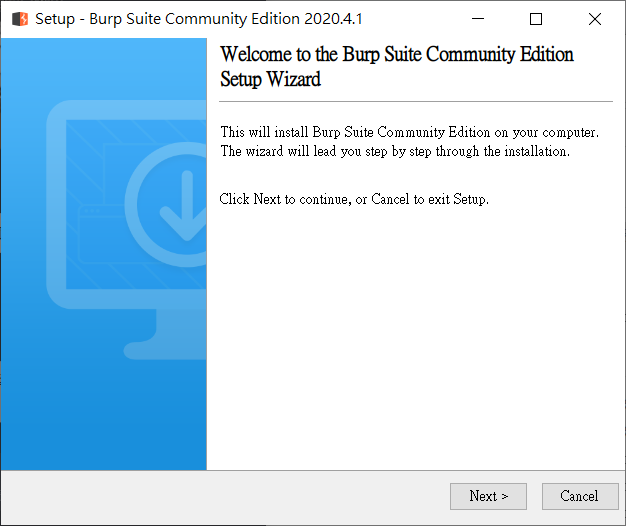 Setup - Burp Suite Community Edition 2020.4.1
Welcome to the Burp Suite Community Edition
Setup Wizard
This will install Burp Suite Community Edition on your computer.
The wizard will lead you step by step through the installation.
Click Next to continue, or Cancel to exit Setup.
Next >
Cancel